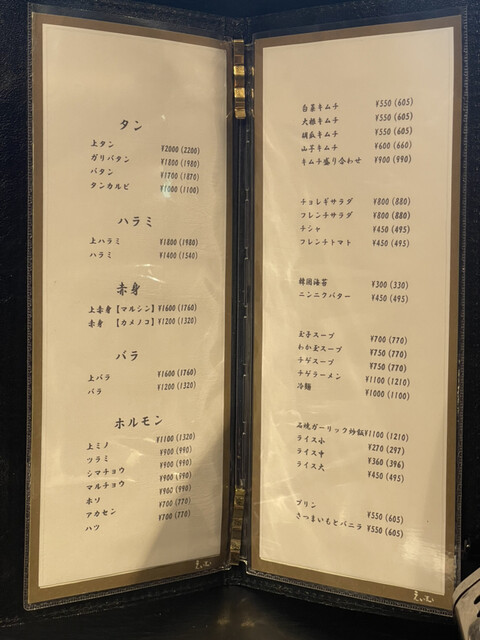 タン
上タン ¥2000(2200)
ガリバタン ¥1800(1980)
バタン ¥1700(1870)
タンカルビ ¥1000(1100)
ハラミ
上ハラミ ¥1800(1980)
ハラミ ¥1400(1540)
赤身
上赤身【マルシン】¥1600(1760)
赤身【カメノコ】¥1200(1320)
バラ
上バラ ¥1600(1760)
バラ ¥1200(1320)
ホルモン
上ミノ ¥1100(1320)
ツラミ ¥900(990)
シマチョウ ¥900(990)
マルチョウ ¥900(990)
ホソ ¥900(990)
アカセン ¥700(770)
ハツ ¥700(770)
白菜キムチ ¥550(605)
大根キムチ ¥550(605)
胡瓜キムチ ¥550(605)
山芋キムチ ¥600(660)
キムチ盛り合わせ ¥900(990)
チョレギサラダ ¥800(880)
フレンチサラダ ¥800(880)
チシャ ¥450(495)
フレンチトマト ¥450(495)
韓国海苔 ¥300(330)
ニンニクバター ¥450(495)
玉子スープ ¥700(770)
わか玉スープ ¥750(770)
チゲスープ ¥750(770)
チゲラーメン ¥1100(1210)
冷麺 ¥1000(1100)
石焼ガーリック炒飯¥1100(1210)
ライス小 ¥270(297)
ライス中 ¥360(396)
ライス大 ¥450(495)
プリン ¥550(605)
さつまいもとバニラ ¥550(605)